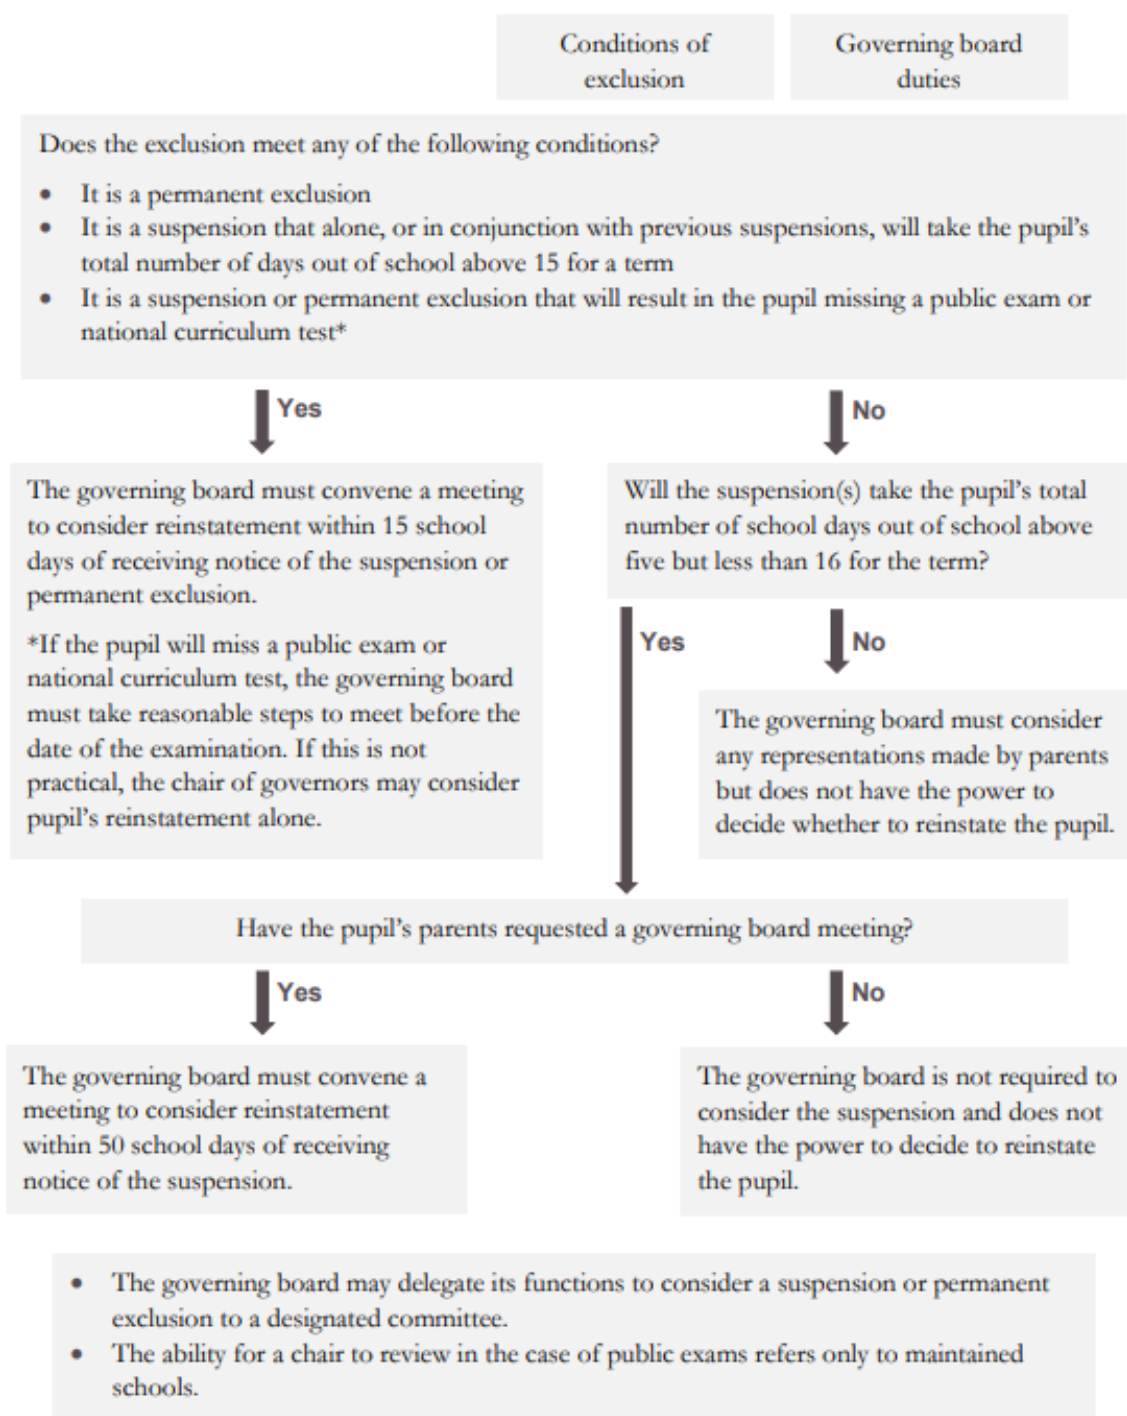 Conditions of
exclusion
Governing board
duties
Does the exclusion meet any of the following conditions?
• It is a permanent exclusion
• It is a suspension that alone, or in conjunction with previous suspensions, will take the pupil's
total number of days out of school above 15 for a term
• It is a suspension or permanent exclusion that will result in the pupil missing a public exam or
national curriculum test*
Yes
No
The governing board must convene a meeting
to consider reinstatement within 15 school
days of receiving notice of the suspension or
permanent exclusion.
*If the pupil will miss a public exam or
national curriculum test, the governing board
must take reasonable steps to meet before the
date of the examination. If this is not
practical, the chair of governors may consider
pupil's reinstatement alone.
Will the suspension(s) take the pupil's total
number of school days out of school above
five but less than 16 for the term?
Yes
No
The governing board must consider
any representations made by parents
but does not have the power to
decide whether to reinstate the pupil.
Have the pupil's parents requested a governing board meeting?
Yes
No
The governing board must convene a
meeting to consider reinstatement
within 50 school days of receiving
notice of the suspension.
The governing board is not required to
consider the suspension and does not
have the power to decide to reinstate
the pupil.
• The governing board may delegate its functions to consider a suspension or permanent
exclusion to a designated committee.
• The ability for a chair to review in the case of public exams refers only to maintained
schools.